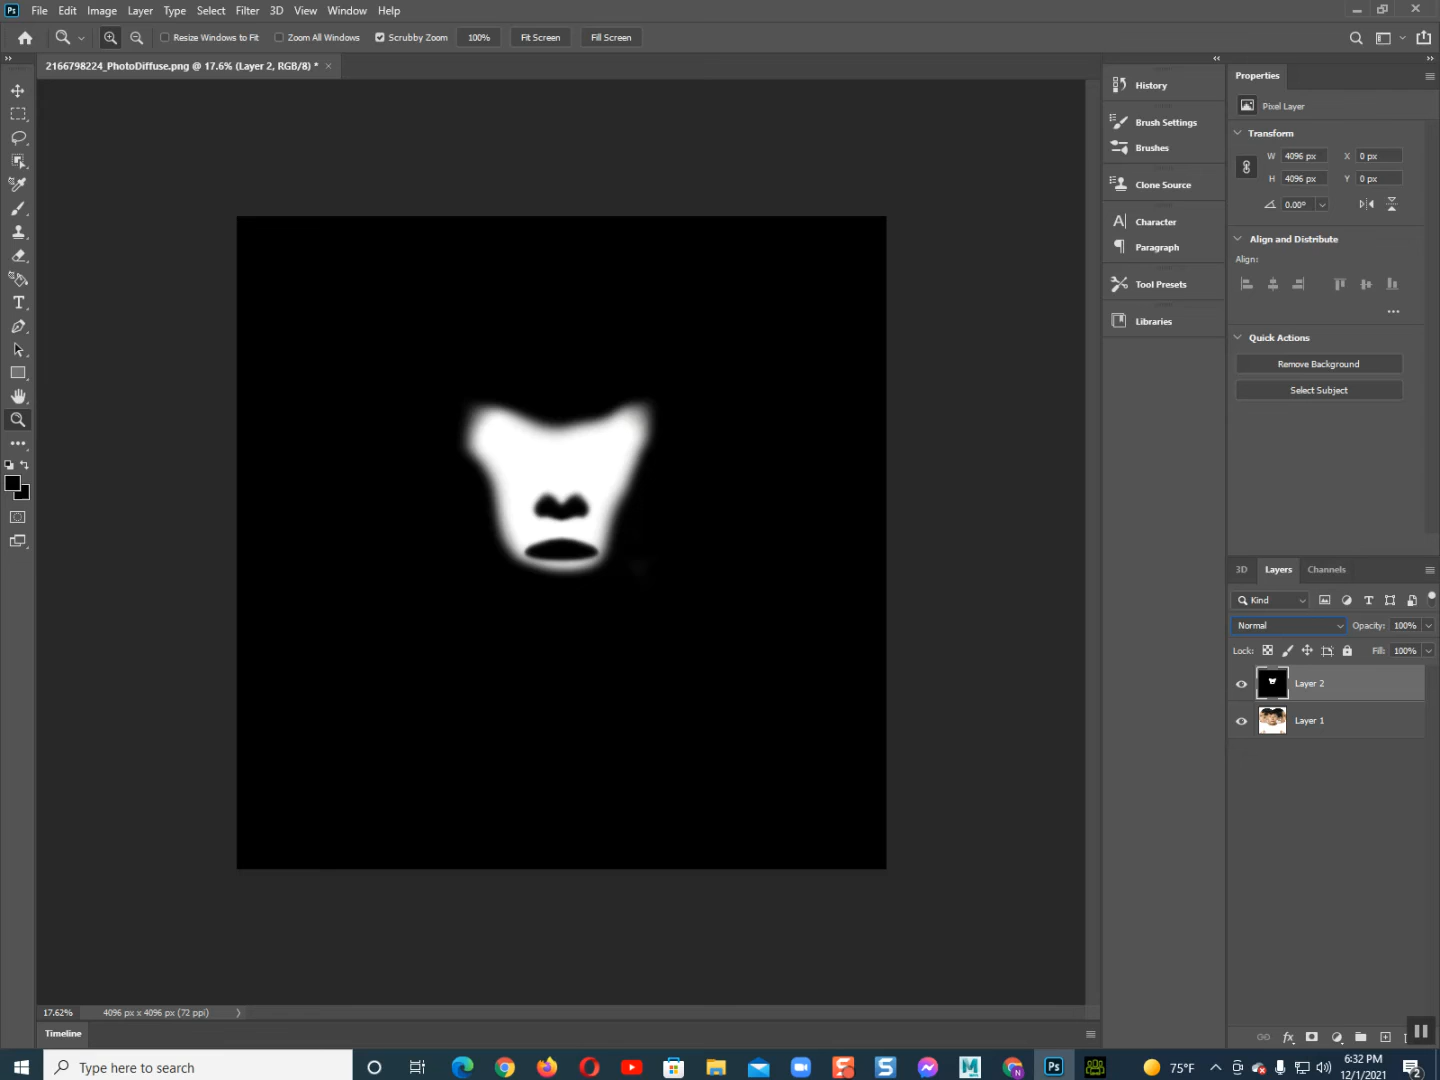 Ps File Edit Image Layer Type Select Filter 3D View Window Help
Resize Windows to Fit Zoom All Windows Scrubby Zoom 100% Fit Screen Fill Screen
2166798224_PhotoDiffuse.png @ 17.6% (Layer 2, RGB/8) * ×
History
Brush Settings
Brushes
Clone Source
Character
Paragraph
Tool Presets
Libraries
Properties
Pixel Layer
Transform
W 4096 px X 0 px
H 4096 px Y 0 px
0.00°
Align and Distribute
Align:
Quick Actions
Remove Background
Select Subject
3D Layers Channels
Kind
Normal Opacity: 100%
Lock: Fill: 100%
Layer 2
Layer 1
17.62% 4096 px x 4096 px (72 ppi)
Timeline
Type here to search
75°F
6:32 PM
12/1/2021
2